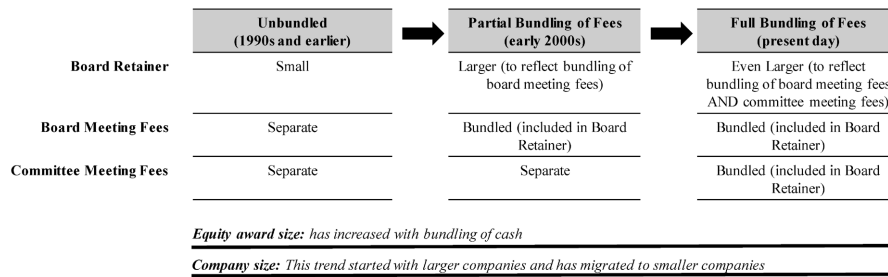 Unbundled
(1990s and earlier)
Partial Bundling of Fees
(early 2000s)
Full Bundling of Fees
(present day)
Board Retainer
Small
Larger (to reflect bundling of
board meeting fees)
Even Larger (to reflect
bundling of board meeting fees
AND committee meeting fees)
Board Meeting Fees
Separate
Bundled (included in Board
Retainer)
Bundled (included in Board
Retainer)
Committee Meeting Fees
Separate
Separate
Bundled (included in Board
Retainer)
Equity award size: has increased with bundling of cash
Company size: This trend started with larger companies and has migrated to smaller companies